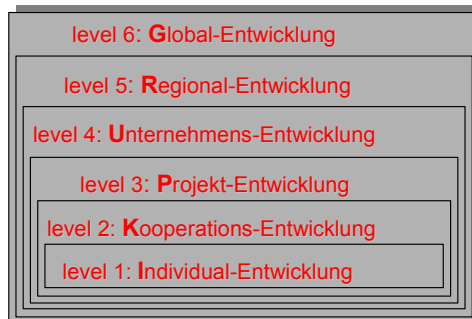 level 6: Global-Entwicklung
level 5: Regional-Entwicklung
level 4: Unternehmens-Entwicklung
level 3: Projekt-Entwicklung
level 2: Kooperations-Entwicklung
level 1: Individual-Entwicklung